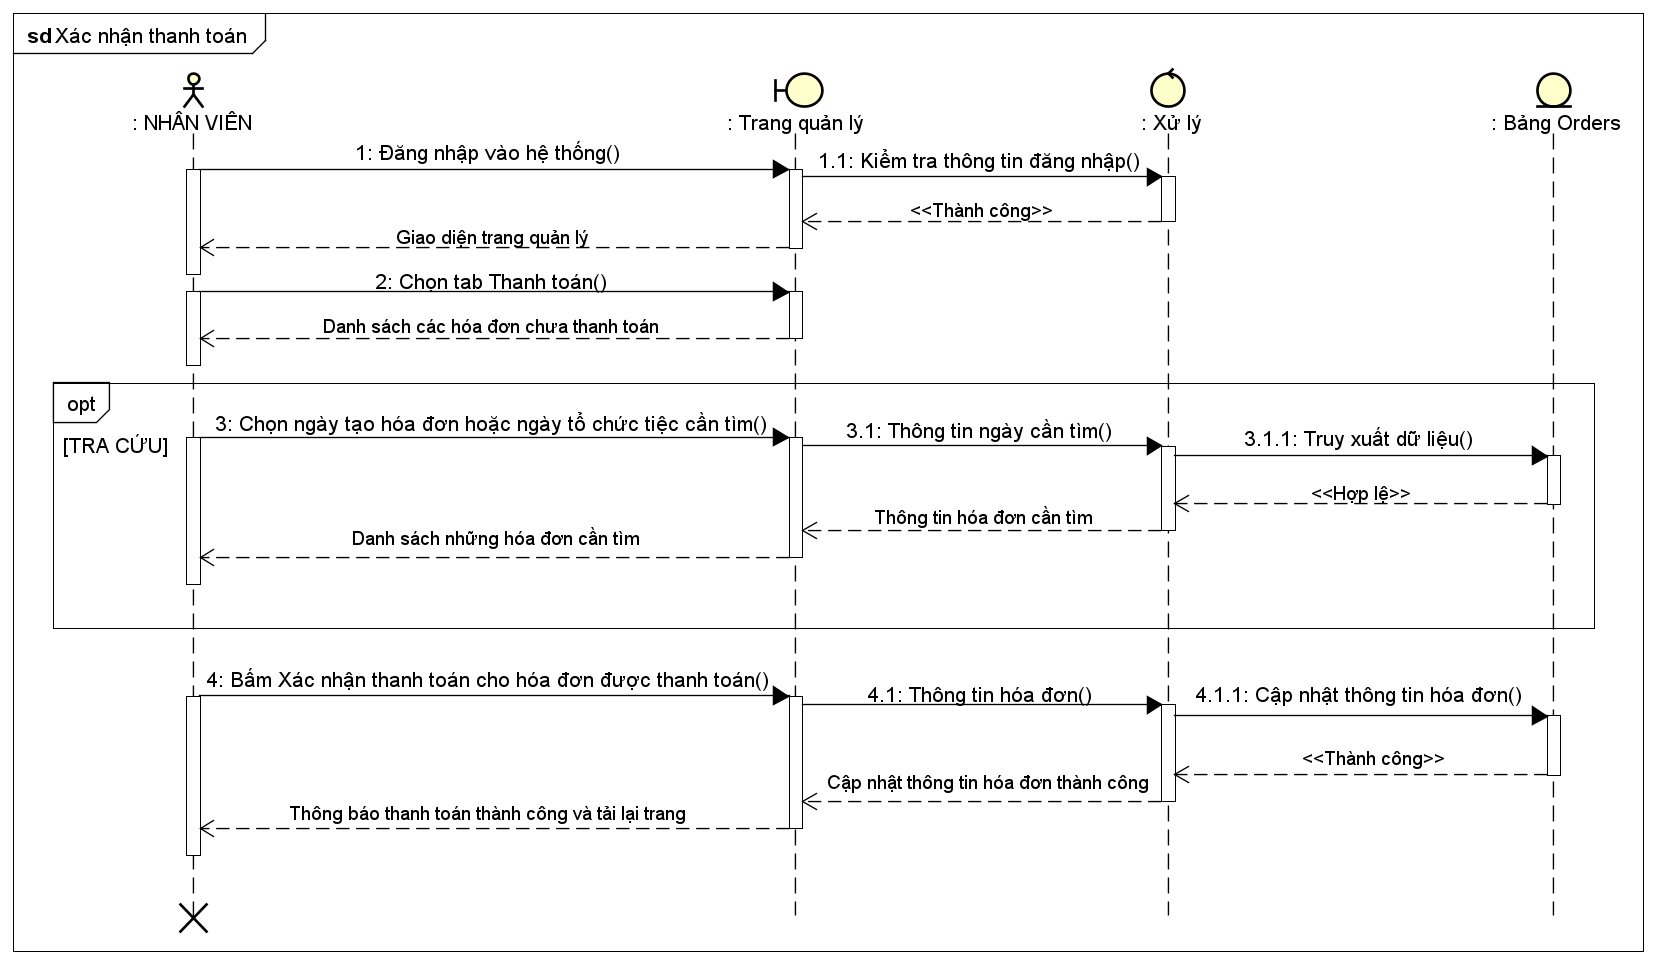 sd Xác nhận thanh toán
: NHÂN VIÊN
: Trang quản lý
: Xử lý
: Bảng Orders
1: Đăng nhập vào hệ thống()
1.1: Kiểm tra thông tin đăng nhập()
<<Thành công>>
Giao diện trang quản lý
2: Chọn tab Thanh toán()
Danh sách các hóa đơn chưa thanh toán
opt
[TRA CỨU]
3: Chọn ngày tạo hóa đơn hoặc ngày tổ chức tiệc cần tìm()
3.1: Thông tin ngày cần tìm()
3.1.1: Truy xuất dữ liệu()
<<Hợp lệ>>
Thông tin hóa đơn cần tìm
Danh sách những hóa đơn cần tìm
4: Bấm Xác nhận thanh toán cho hóa đơn được thanh toán()
4.1: Thông tin hóa đơn()
4.1.1: Cập nhật thông tin hóa đơn()
<<Thành công>>
Cập nhật thông tin hóa đơn thành công
Thông báo thanh toán thành công và tải lại trang